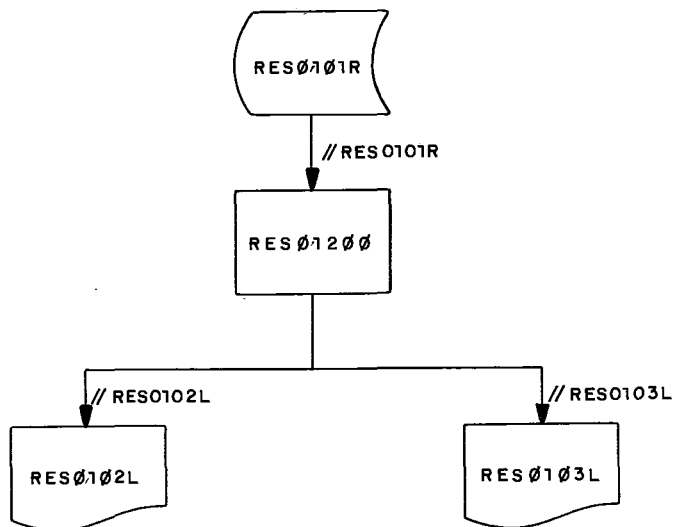 RESØ1Ø1R
// RES0101R
RESØ12ØØ
// RES0102L
// RES0103L
RESØ1Ø2L
RESØ1Ø3L